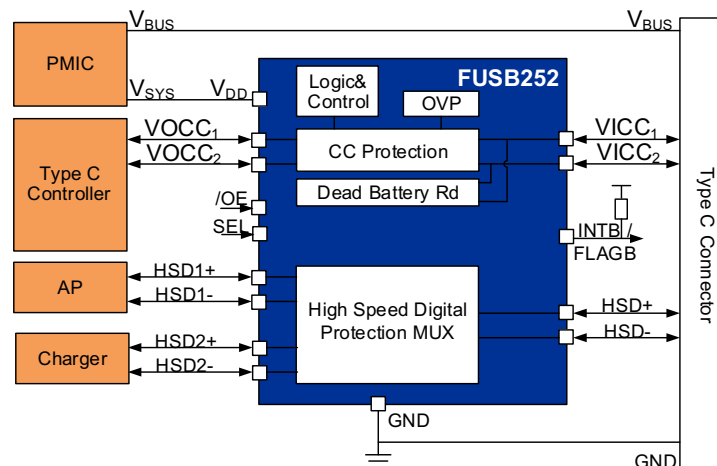 VBUS
VBUS
PMIC
FUSB252
VSYS
VDD
Logic&
Control
OVP
VOCC1
VICC1
Type C
Controller
VOCC2
CC Protection
VICC2
Dead Battery Rd
/OE
SEL
INTB /
FLAGB
Type C Connector
AP
HSD1+
HSD1-
High Speed Digital
Protection MUX
HSD+
HSD-
Charger
HSD2+
HSD2-
GND
GND